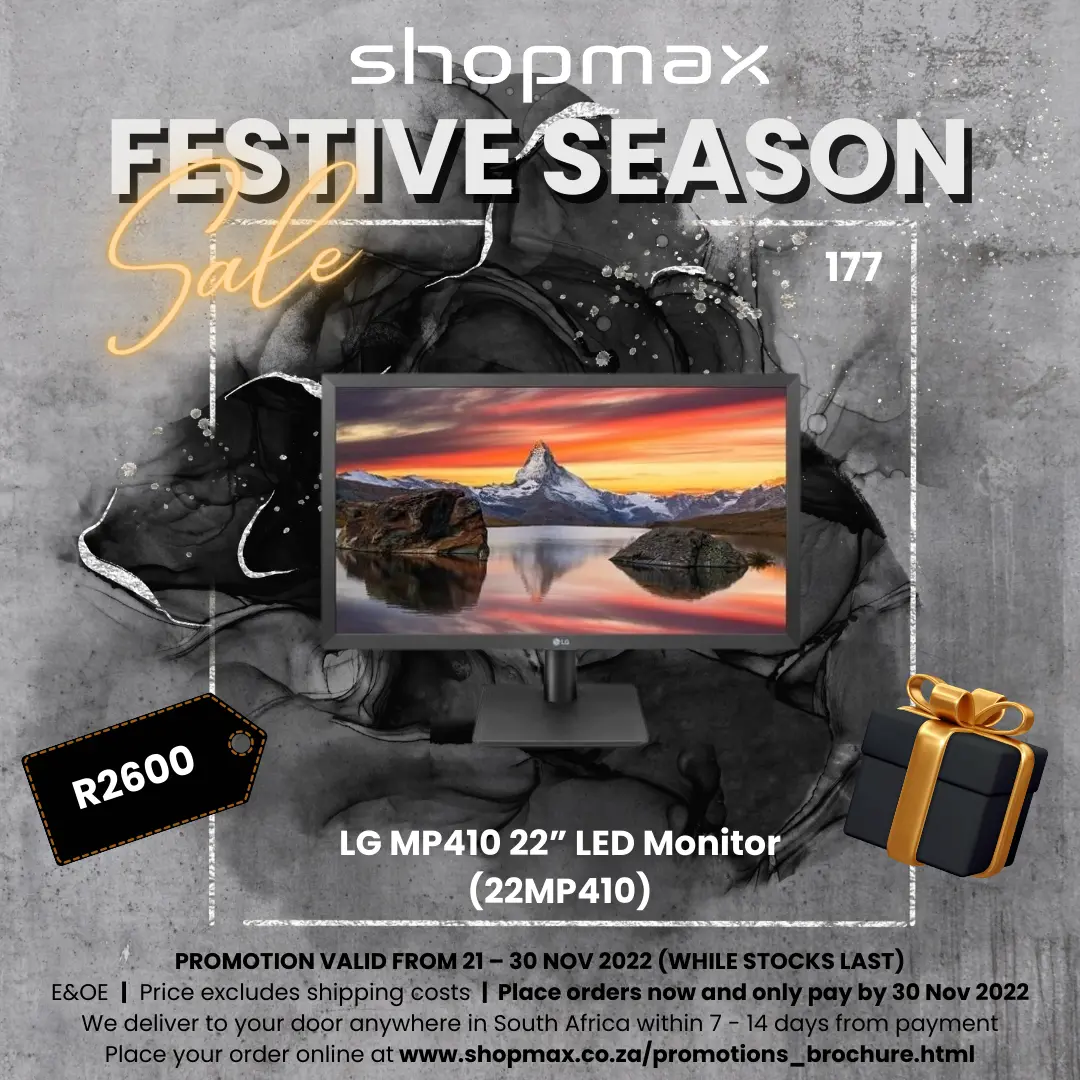 shopmax
FESTIVE SEASON
Sale
177
LG
R2600
LG MP410 22” LED Monitor
(22MP410)
PROMOTION VALID FROM 21 – 30 NOV 2022 (WHILE STOCKS LAST)
E&OE | Price excludes shipping costs | Place orders now and only pay by 30 Nov 2022
We deliver to your door anywhere in South Africa within 7 - 14 days from payment
Place your order online at www.shopmax.co.za/promotions_brochure.html